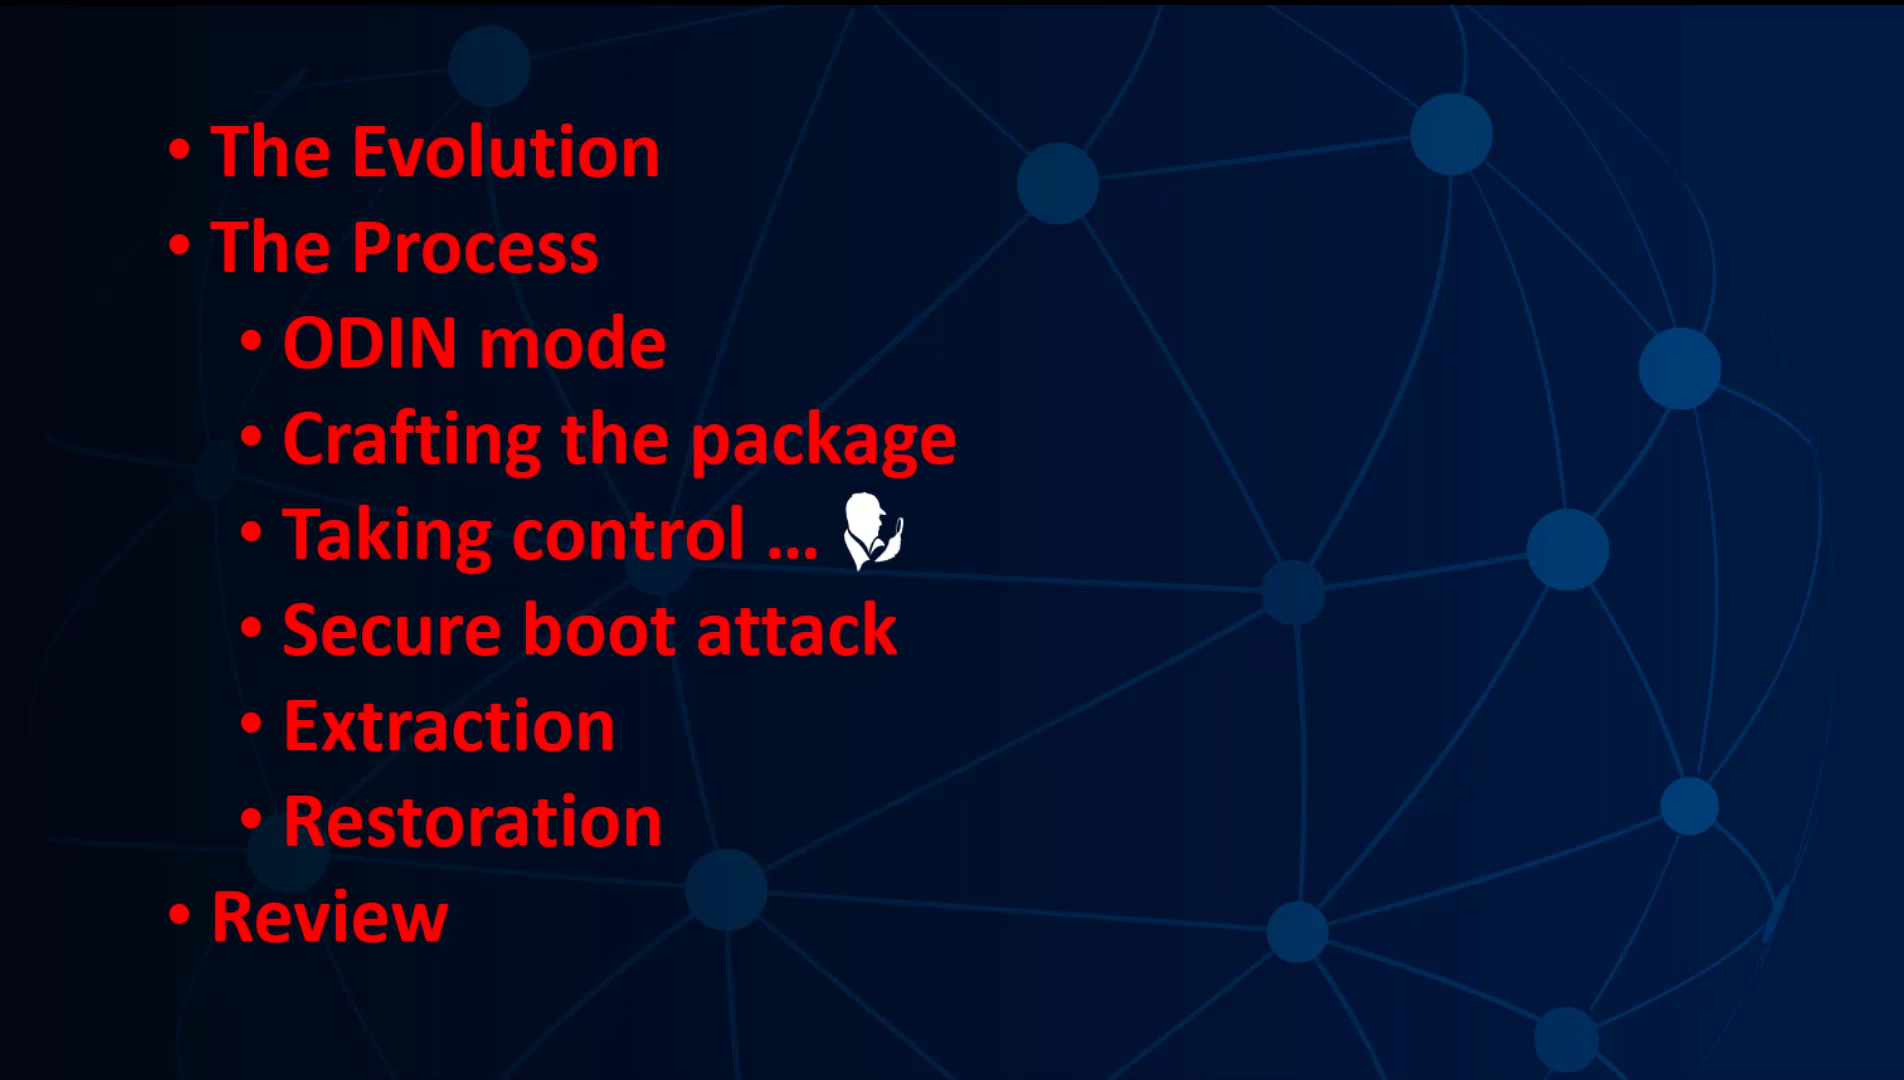 • The Evolution
• The Process
• ODIN mode
• Crafting the package
• Taking control ...
• Secure boot attack
• Extraction
• Restoration
• Review